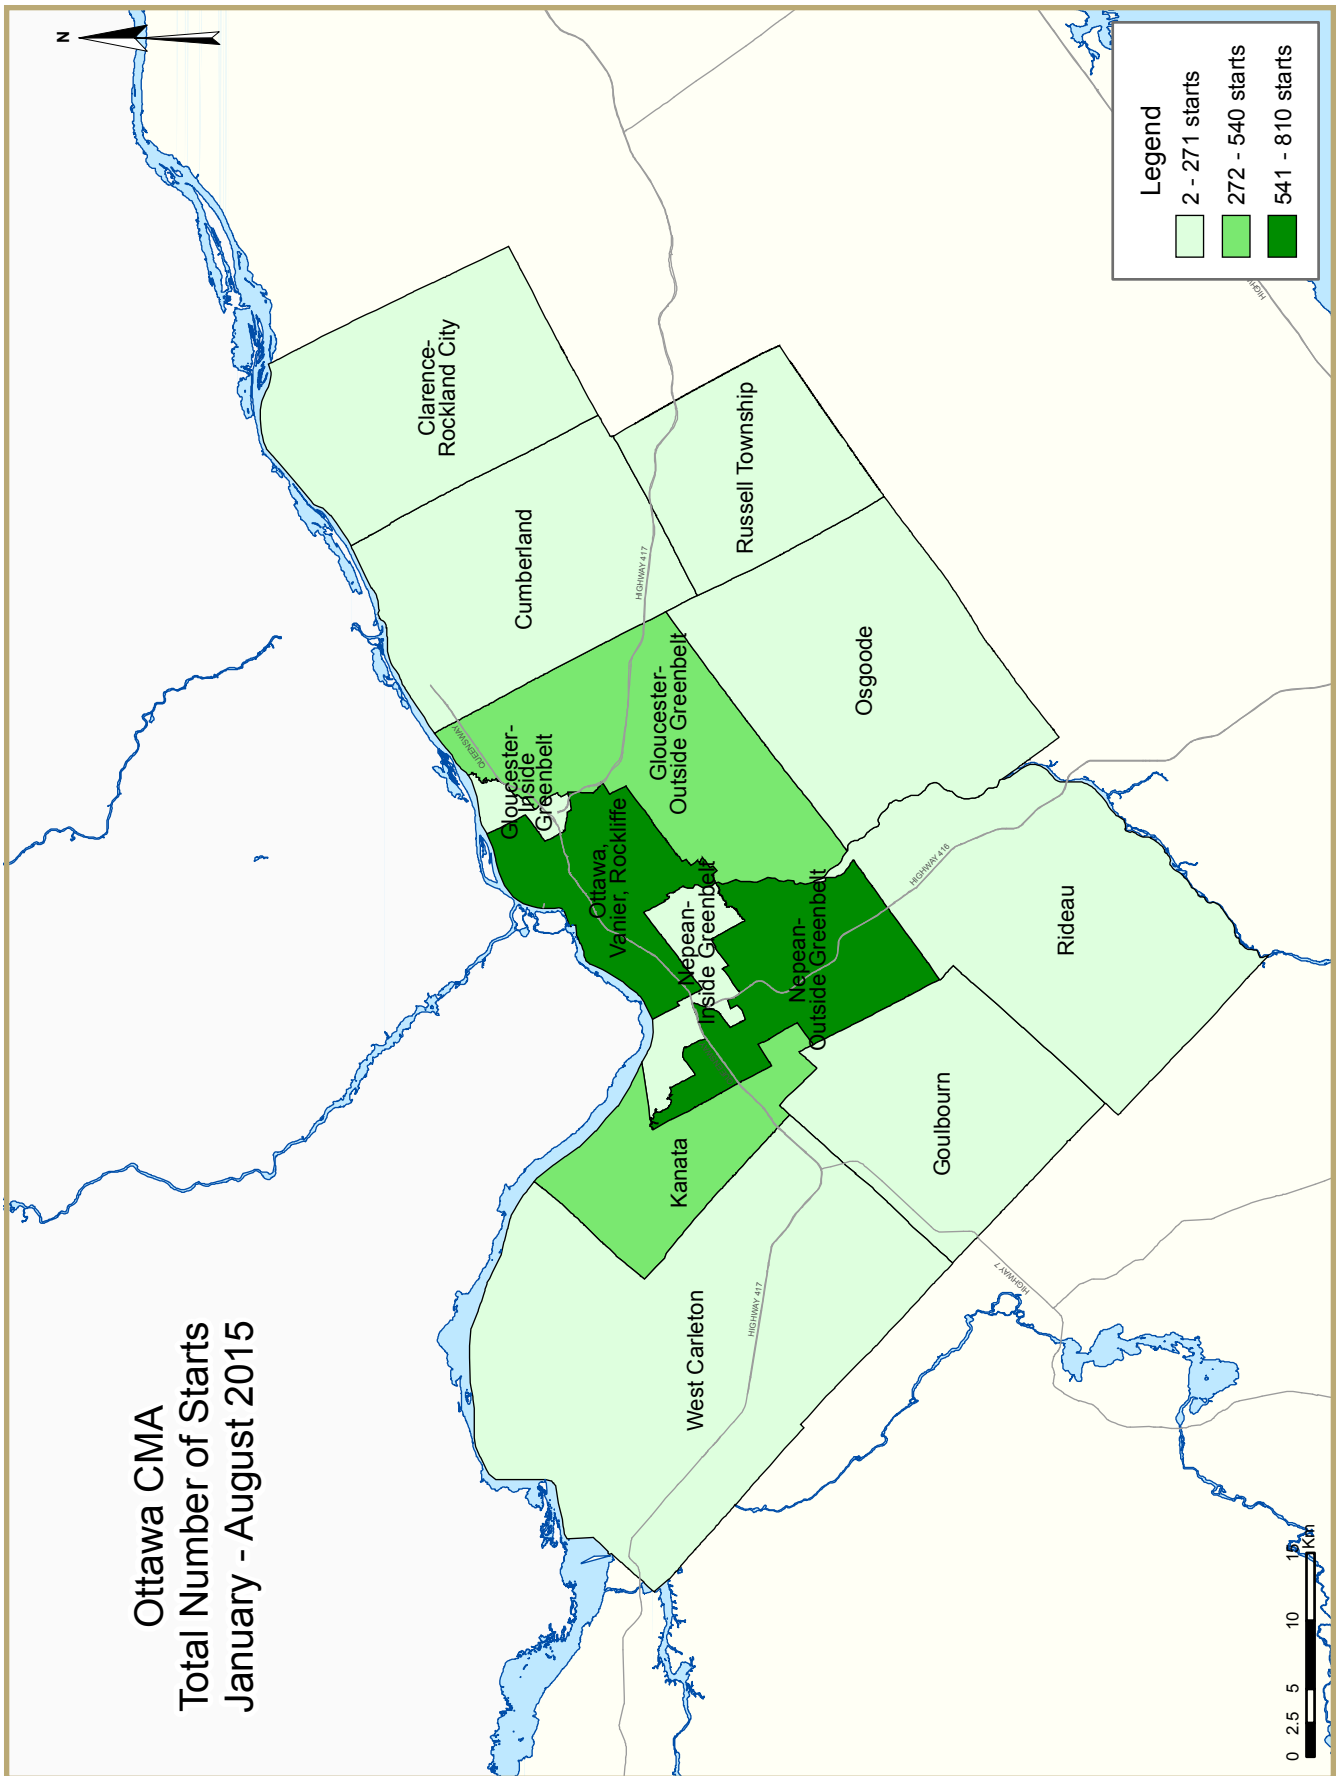 Ottawa CMA
Total Number of Starts
January - August 2015
N
Clarence-
Rockland City
Cumberland
Russell Township
HIGHWAY 417
Osgoode
QUEENSWAY
Gloucester-
Inside
Greenbelt
Gloucester-
Outside Greenbelt
Ottawa,
Vanier, Rockliffe
Nepean-
Inside Greenbelt
Nepean-
Outside Greenbelt
HIGHWAY 416
Rideau
Kanata
Goulbourn
West Carleton
HIGHWAY 417
HIGHWAY 7
Legend
2 - 271 starts
272 - 540 starts
541 - 810 starts
0 2.5 5 10 15
Km